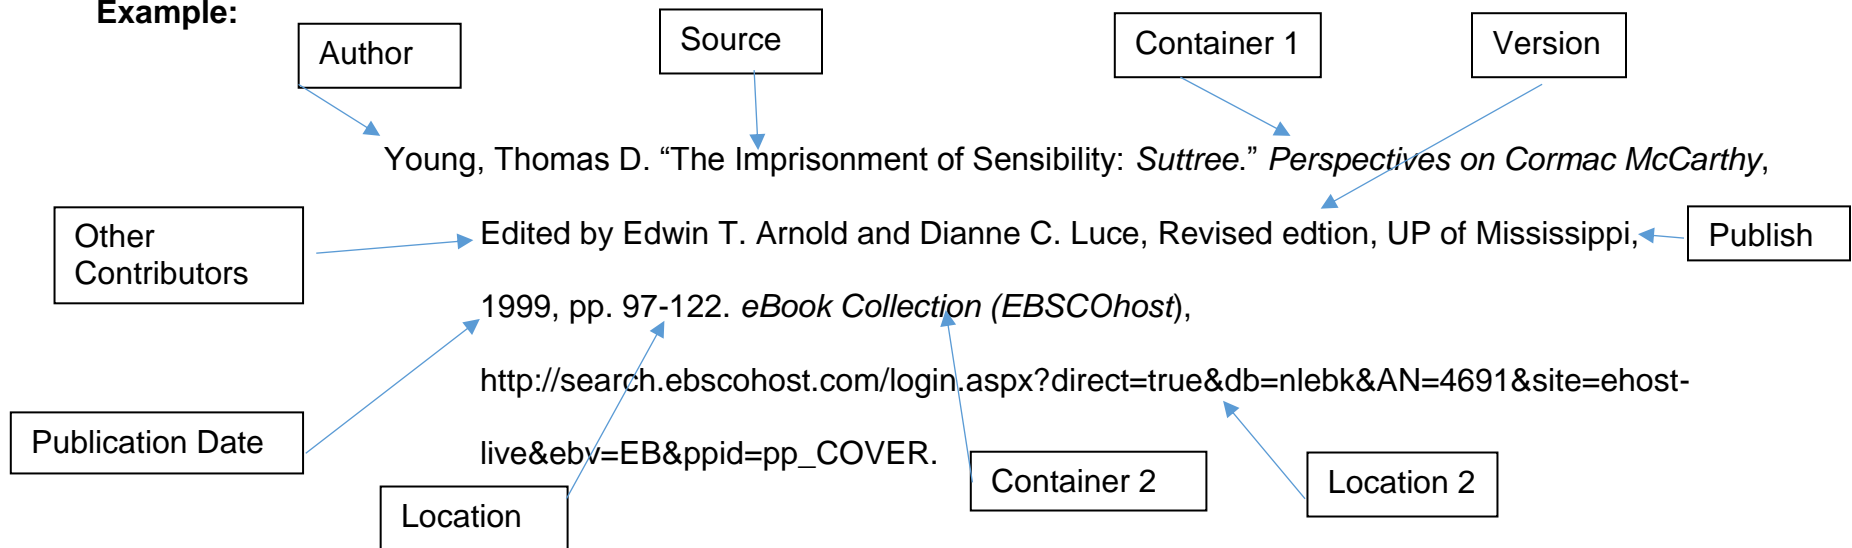 Example:
Author
Source
Container 1
Version
Young, Thomas D. “The Imprisonment of Sensibility: Suttree.” Perspectives on Cormac McCarthy,
Other
Contributors
Edited by Edwin T. Arnold and Dianne C. Luce, Revised edtion, UP of Mississippi,
Publish
1999, pp. 97-122. eBook Collection (EBSCOhost),
http://search.ebscohost.com/login.aspx?direct=true&db=nlebk&AN=4691&site=ehost-
Publication Date
live&ebv=EB&ppid=pp_COVER.
Container 2
Location 2
Location